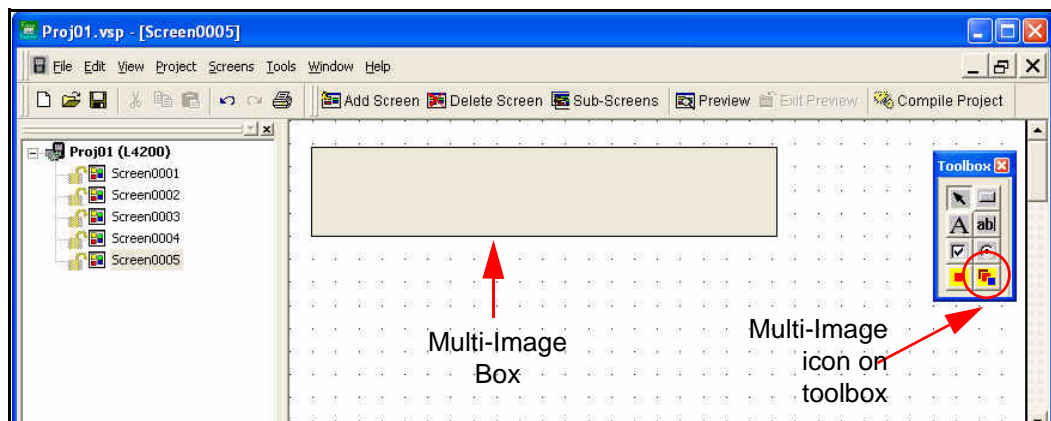 Proj01.vsp - [Screen0005]
File Edit View Project Screens Tools Window Help
Add Screen Delete Screen Sub-Screens Preview Exit Preview Compile Project
Proj01 (L4200)
Screen0001
Screen0002
Screen0003
Screen0004
Screen0005
Toolbox
A ab
Multi-Image
Box
Multi-Image
icon on
toolbox